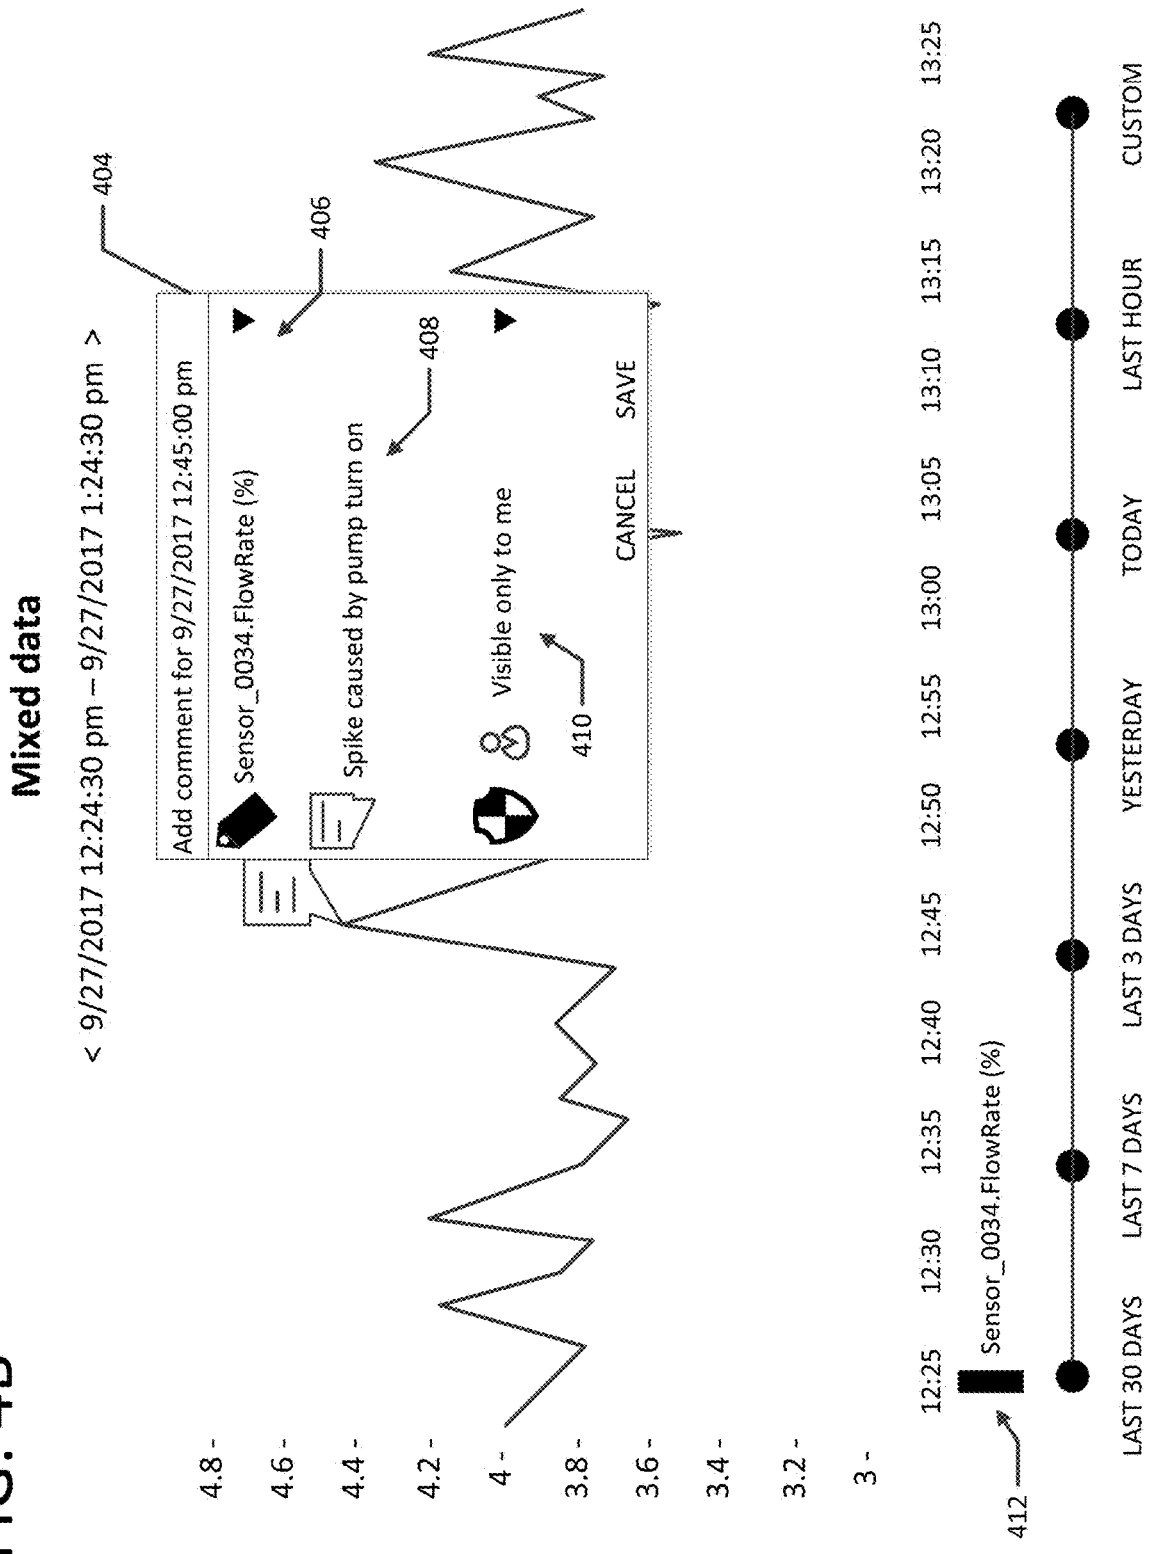 FIG. 4B
Mixed data
< 9/27/2017 12:24:30 pm – 9/27/2017 1:24:30 pm >
404
Add comment for 9/27/2017 12:45:00 pm
Sensor_0034.FlowRate (%)
406
Spike caused by pump turn on
408
Visible only to me
410
CANCEL SAVE
4.8 -
4.6 -
4.4 -
4.2 -
4 -
3.8 -
3.6 -
3.4 -
3.2 -
3 -
12:25 12:30 12:35 12:40 12:45 12:50 12:55 13:00 13:05 13:10 13:15 13:20 13:25
412
Sensor_0034.FlowRate (%)
LAST 30 DAYS LAST 7 DAYS LAST 3 DAYS YESTERDAY TODAY LAST HOUR CUSTOM